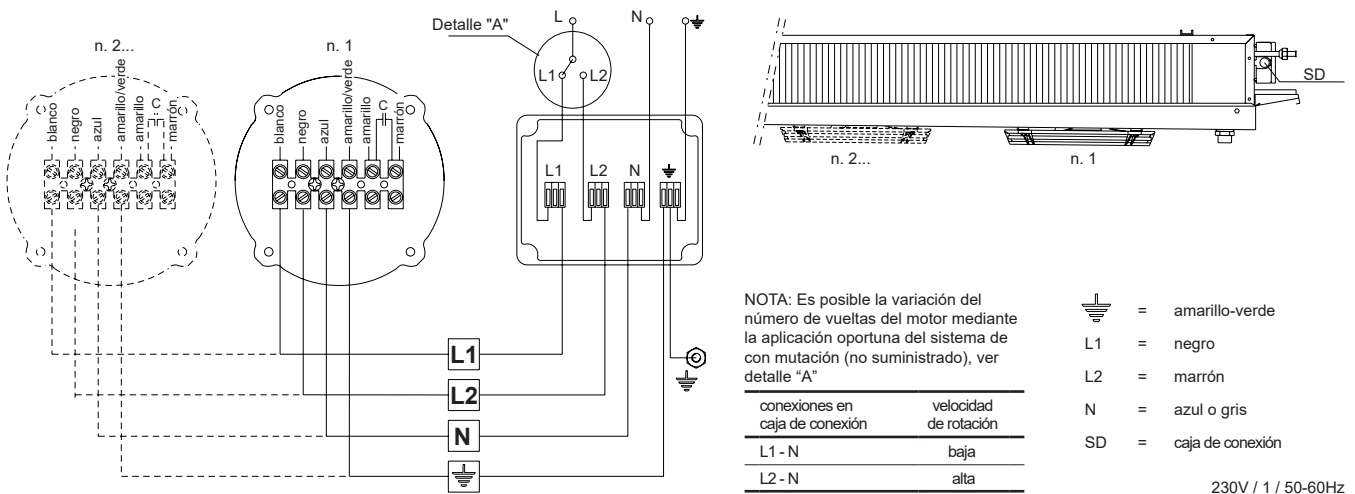 Detalle "A"
L
N
n. 2...
n. 1
L1
L2
blanco
negro
azul
amarillo/verde
amarillo
C
marrón
blanco
negro
azul
amarillo/verde
amarillo
C
marrón
L1
L2
N
L1
L2
N
SD
n. 2...
n. 1
NOTA: Es posible la variación del
número de vueltas del motor mediante
la aplicación oportuna del sistema de
con mutación (no suministrado), ver
detalle “A”
conexiones en caja de conexión
velocidad de rotación
L1 - N baja
L2 - N alta
= amarillo-verde
L1 = negro
L2 = marrón
N = azul o gris
SD = caja de conexión
230V / 1 / 50-60Hz